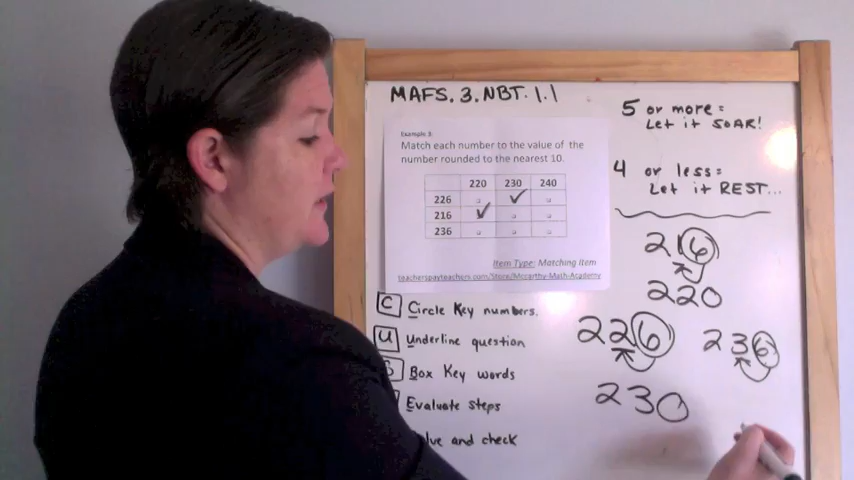 MAFS.3.NBT.1.1
Example 3:
Match each number to the value of the
number rounded to the nearest 10.
220 230 240
226 ✓
216 ✓
236
Item Type: Matching Item
teacherspayteachers.com/Store/Mccarthy-Math-Academy
C Circle Key numbers.
U Underline question
Box Key words
Evaluate steps
and check
5 or more =
Let it SOAR!
4 or less =
Let it REST...
216
220
226
230
236